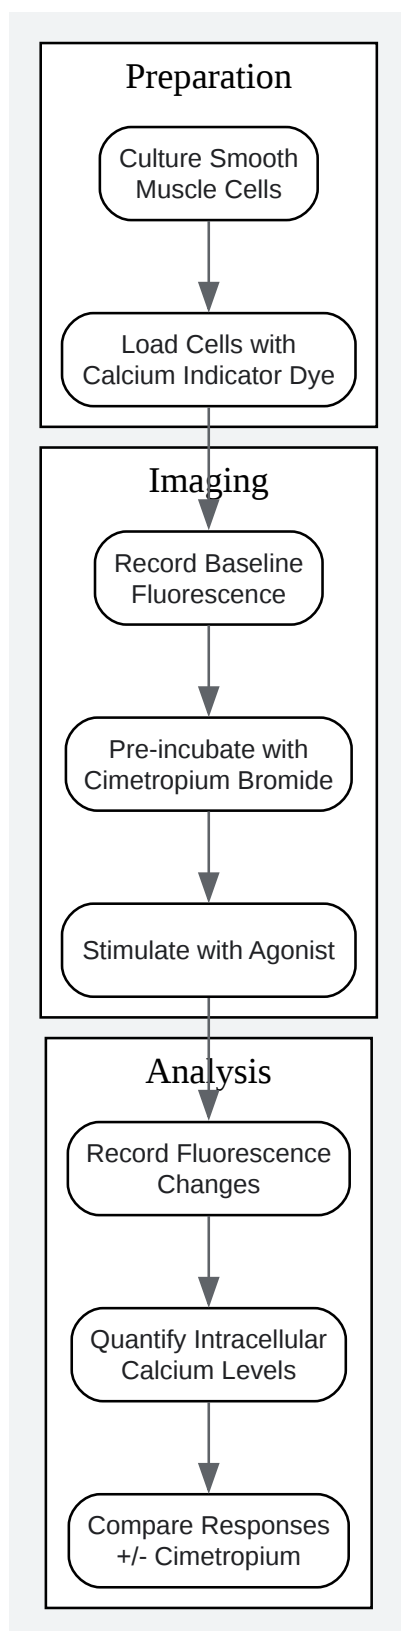 Preparation
Culture Smooth
Muscle Cells
Load Cells with
Calcium Indicator Dye
Imaging
Record Baseline
Fluorescence
Pre-incubate with
Cimetropium Bromide
Stimulate with Agonist
Analysis
Record Fluorescence
Changes
Quantify Intracellular
Calcium Levels
Compare Responses
+/- Cimetropium